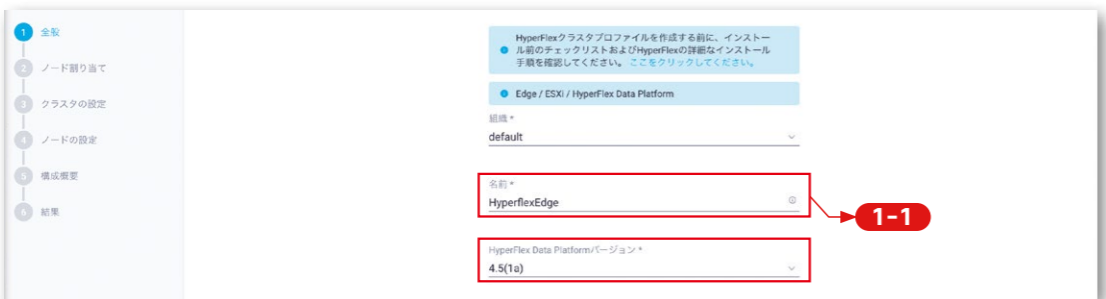 1 全般
2 ノード割り当て
3 クラスタの設定
4 ノードの設定
5 構成概要
6 結果
HyperFlexクラスタプロファイルを作成する前に、インストー
ル前のチェックリストおよびHyperFlexの詳細なインストール
手順を確認してください。 ここをクリックしてください。
Edge / ESXi / HyperFlex Data Platform
組織 *
default
名前 *
HyperflexEdge
1-1
HyperFlex Data Platformバージョン *
4.5(1a)